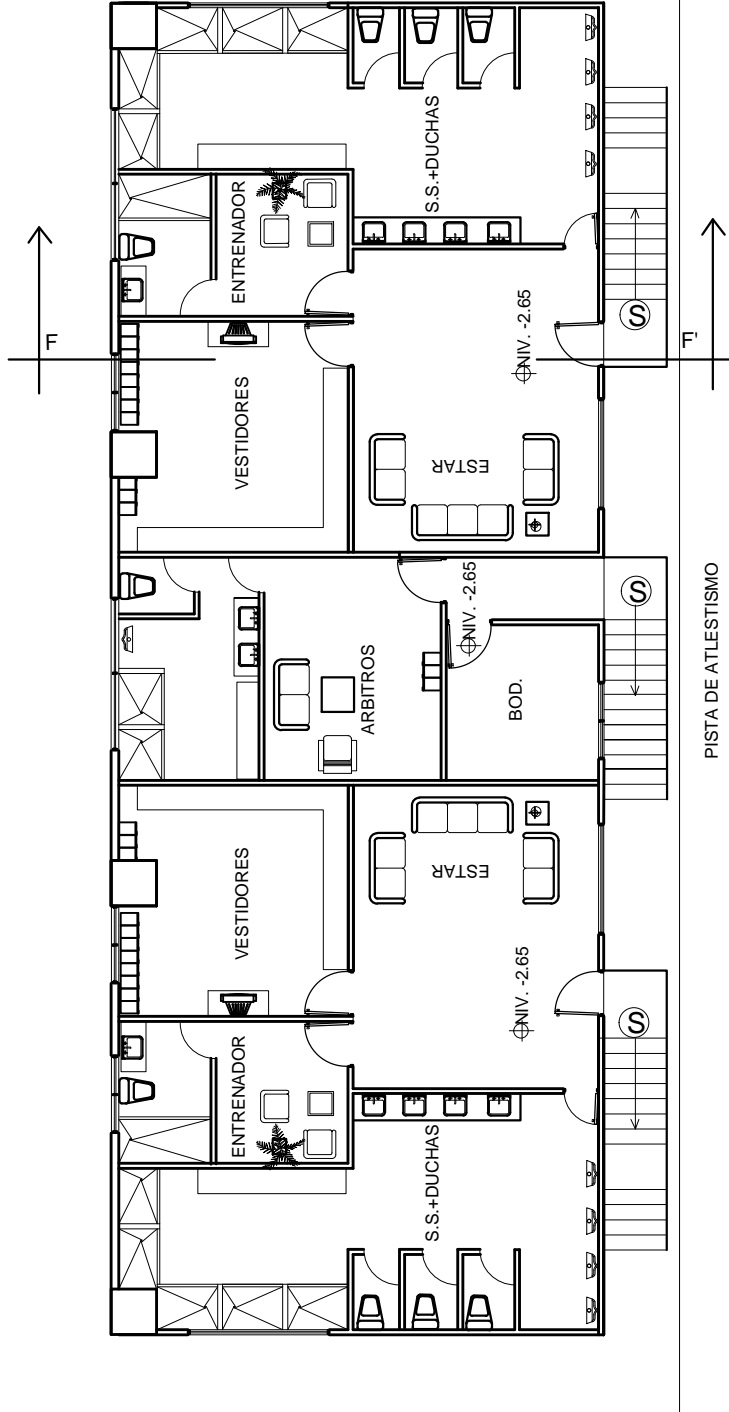 F
ENTRENADOR
VESTIDORES
VESTIDORES
ENTRENADOR
ARBITROS
S.S.+DUCHAS
ESTAR
ESTAR
S.S.+DUCHAS
NIV. -2.65
NIV. -2.65
NIV. -2.65
BOD.
S
S
S
F'
PISTA DE ATLESTISMO